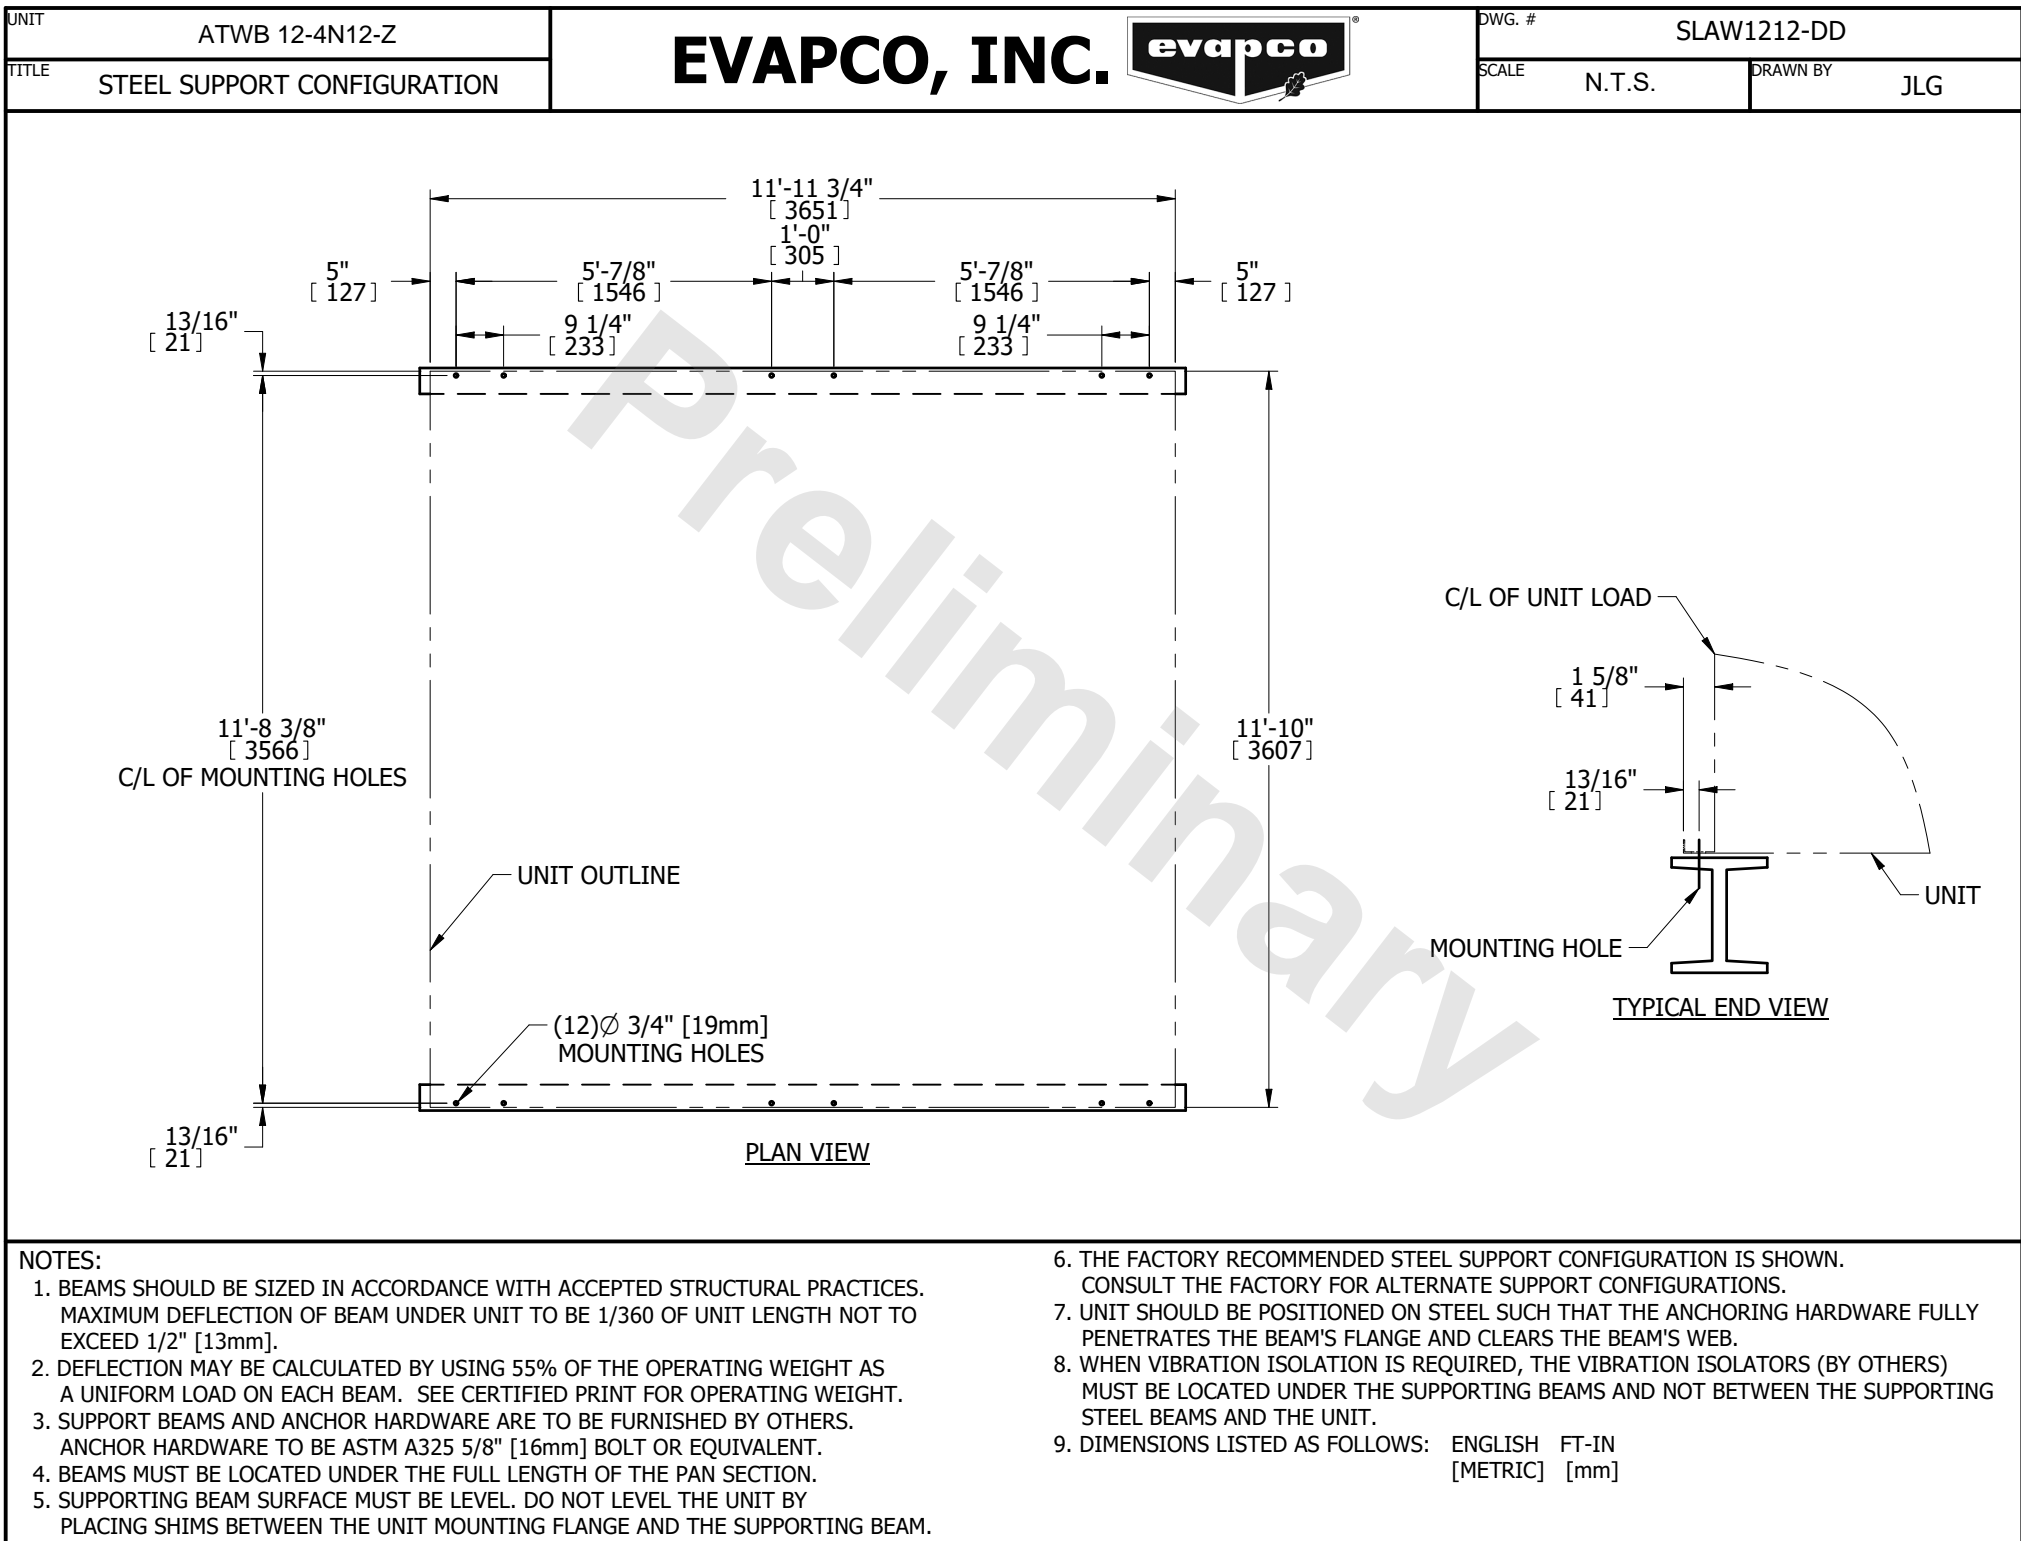 UNIT
ATWB 12-4N12-Z
TITLE
STEEL SUPPORT CONFIGURATION
EVAPCO, INC.
evapco
®
DWG. #
SLAW1212-DD
SCALE
N.T.S.
DRAWN BY
JLG
11'-11 3/4"
[ 3651]
1'-0"
[ 305 ]
5"
[ 127]
5'-7/8"
[ 1546 ]
5'-7/8"
[ 1546 ]
5"
[ 127 ]
13/16"
[ 21]
9 1/4"
[ 233]
9 1/4"
[ 233 ]
Preliminary
11'-8 3/8"
[ 3566]
C/L OF MOUNTING HOLES
11'-10"
[ 3607]
UNIT OUTLINE
(12)∅ 3/4" [19mm]
MOUNTING HOLES
13/16"
[ 21]
PLAN VIEW
C/L OF UNIT LOAD
1 5/8"
[ 41]
13/16"
[ 21]
UNIT
MOUNTING HOLE
TYPICAL END VIEW
NOTES:
1. BEAMS SHOULD BE SIZED IN ACCORDANCE WITH ACCEPTED STRUCTURAL PRACTICES.
MAXIMUM DEFLECTION OF BEAM UNDER UNIT TO BE 1/360 OF UNIT LENGTH NOT TO
EXCEED 1/2" [13mm].
2. DEFLECTION MAY BE CALCULATED BY USING 55% OF THE OPERATING WEIGHT AS
A UNIFORM LOAD ON EACH BEAM.  SEE CERTIFIED PRINT FOR OPERATING WEIGHT.
3. SUPPORT BEAMS AND ANCHOR HARDWARE ARE TO BE FURNISHED BY OTHERS.
ANCHOR HARDWARE TO BE ASTM A325 5/8" [16mm] BOLT OR EQUIVALENT.
4. BEAMS MUST BE LOCATED UNDER THE FULL LENGTH OF THE PAN SECTION.
5. SUPPORTING BEAM SURFACE MUST BE LEVEL. DO NOT LEVEL THE UNIT BY
PLACING SHIMS BETWEEN THE UNIT MOUNTING FLANGE AND THE SUPPORTING BEAM.
6. THE FACTORY RECOMMENDED STEEL SUPPORT CONFIGURATION IS SHOWN.
CONSULT THE FACTORY FOR ALTERNATE SUPPORT CONFIGURATIONS.
7. UNIT SHOULD BE POSITIONED ON STEEL SUCH THAT THE ANCHORING HARDWARE FULLY
PENETRATES THE BEAM'S FLANGE AND CLEARS THE BEAM'S WEB.
8. WHEN VIBRATION ISOLATION IS REQUIRED, THE VIBRATION ISOLATORS (BY OTHERS)
MUST BE LOCATED UNDER THE SUPPORTING BEAMS AND NOT BETWEEN THE SUPPORTING
STEEL BEAMS AND THE UNIT.
9. DIMENSIONS LISTED AS FOLLOWS:   ENGLISH   FT-IN
[METRIC]   [mm]